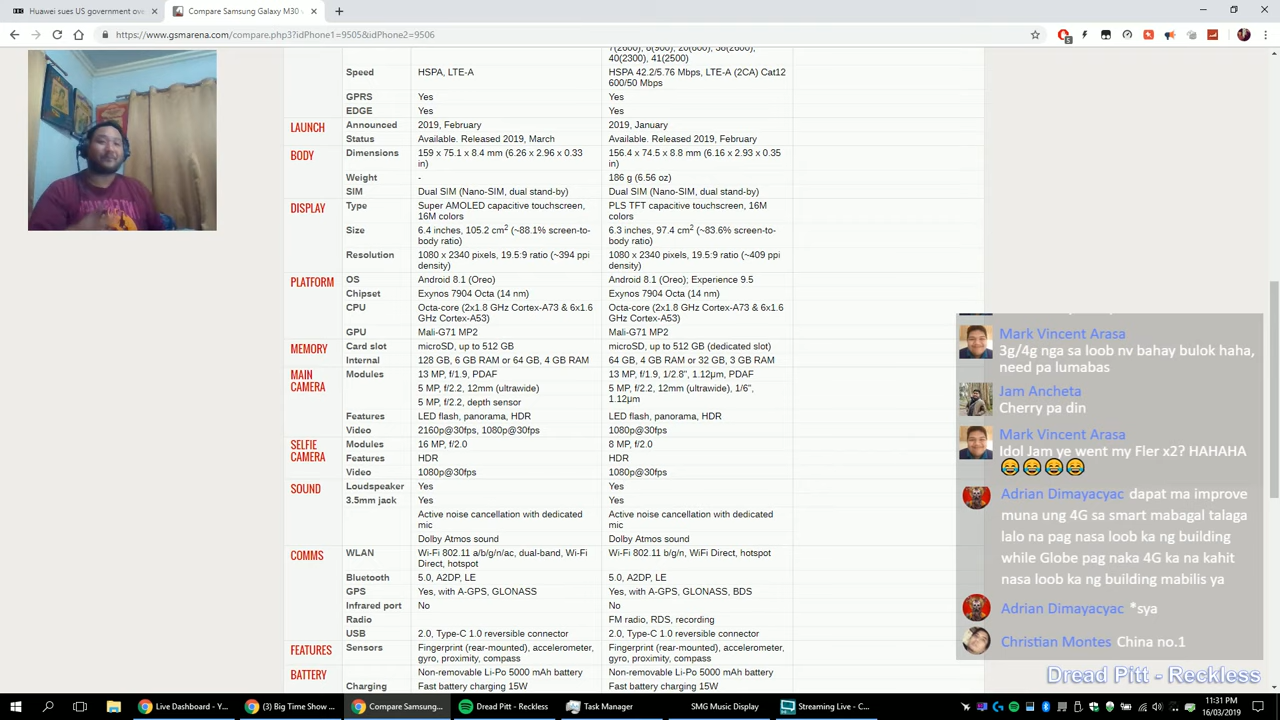 Huawei sues US government ove
Compare Samsung Galaxy M30 v
https://www.gsmarena.com/compare.php3?idPhone1=9505&idPhone2=9506
5
7(2600), 8(900), 20(800), 38(2600),
40(2300), 41(2500)
Speed HSPA, LTE-A HSPA 42.2/5.76 Mbps, LTE-A (2CA) Cat12
600/50 Mbps
GPRS Yes Yes
EDGE Yes Yes
LAUNCH Announced 2019, February 2019, January
Status Available. Released 2019, March Available. Released 2019, February
BODY Dimensions 159 x 75.1 x 8.4 mm (6.26 x 2.96 x 0.33 156.4 x 74.5 x 8.8 mm (6.16 x 2.93 x 0.35
in) in)
Weight - 186 g (6.56 oz)
SIM Dual SIM (Nano-SIM, dual stand-by) Dual SIM (Nano-SIM, dual stand-by)
DISPLAY Type Super AMOLED capacitive touchscreen, PLS TFT capacitive touchscreen, 16M
16M colors colors
Size 6.4 inches, 105.2 cm2 (~88.1% screen-to- 6.3 inches, 97.4 cm2 (~83.6% screen-to-
body ratio) body ratio)
Resolution 1080 x 2340 pixels, 19.5:9 ratio (~394 ppi 1080 x 2340 pixels, 19.5:9 ratio (~409 ppi
density) density)
PLATFORM OS Android 8.1 (Oreo) Android 8.1 (Oreo); Experience 9.5
Chipset Exynos 7904 Octa (14 nm) Exynos 7904 Octa (14 nm)
CPU Octa-core (2x1.8 GHz Cortex-A73 & 6x1.6 Octa-core (2x1.8 GHz Cortex-A73 & 6x1.6
GHz Cortex-A53) GHz Cortex-A53)
GPU Mali-G71 MP2 Mali-G71 MP2
MEMORY Card slot microSD, up to 512 GB microSD, up to 512 GB (dedicated slot)
Internal 128 GB, 6 GB RAM or 64 GB, 4 GB RAM 64 GB, 4 GB RAM or 32 GB, 3 GB RAM
MAIN CAMERA Modules 13 MP, f/1.9, PDAF 13 MP, f/1.9, 1/2.8", 1.12µm, PDAF
5 MP, f/2.2, 12mm (ultrawide) 5 MP, f/2.2, 12mm (ultrawide), 1/6",
5 MP, f/2.2, depth sensor 1.12µm
Features LED flash, panorama, HDR LED flash, panorama, HDR
Video 2160p@30fps, 1080p@30fps 1080p@30fps
SELFIE CAMERA Modules 16 MP, f/2.0 8 MP, f/2.0
Features HDR HDR
Video 1080p@30fps 1080p@30fps
SOUND Loudspeaker Yes Yes
3.5mm jack Yes Yes
Active noise cancellation with dedicated Active noise cancellation with dedicated
mic mic
Dolby Atmos sound Dolby Atmos sound
COMMS WLAN Wi-Fi 802.11 a/b/g/n/ac, dual-band, Wi-Fi Wi-Fi 802.11 b/g/n, WiFi Direct, hotspot
Direct, hotspot
Bluetooth 5.0, A2DP, LE 5.0, A2DP, LE
GPS Yes, with A-GPS, GLONASS Yes, with A-GPS, GLONASS, BDS
Infrared port No No
Radio FM radio, RDS, recording
USB 2.0, Type-C 1.0 reversible connector 2.0, Type-C 1.0 reversible connector
FEATURES Sensors Fingerprint (rear-mounted), accelerometer, Fingerprint (rear-mounted), accelerometer,
gyro, proximity, compass gyro, proximity, compass
BATTERY Non-removable Li-Po 5000 mAh battery Non-removable Li-Po 5000 mAh battery
Charging Fast battery charging 15W Fast battery charging 15W
Mark Vincent Arasa
3g/4g nga sa loob nv bahay bulok haha,
need pa lumabas
Jam Ancheta
Cherry pa din
Mark Vincent Arasa
Idol Jam ye went my Fler x2? HAHAHA
😂😂😂😂
Adrian Dimayacyac dapat ma improve
muna ung 4G sa smart mabagal talaga
lalo na pag nasa loob ka ng building
while Globe pag naka 4G ka na kahit
nasa loob ka ng building mabilis ya
Adrian Dimayacyac *sya
Christian Montes China no.1
Dread Pitt - Reckless
Live Dashboard - Y...
(3) Big Time Show ...
Compare Samsung...
Dread Pitt - Reckless
Task Manager
SMG Music Display
Streaming Live - C...
11:31 PM
16/03/2019